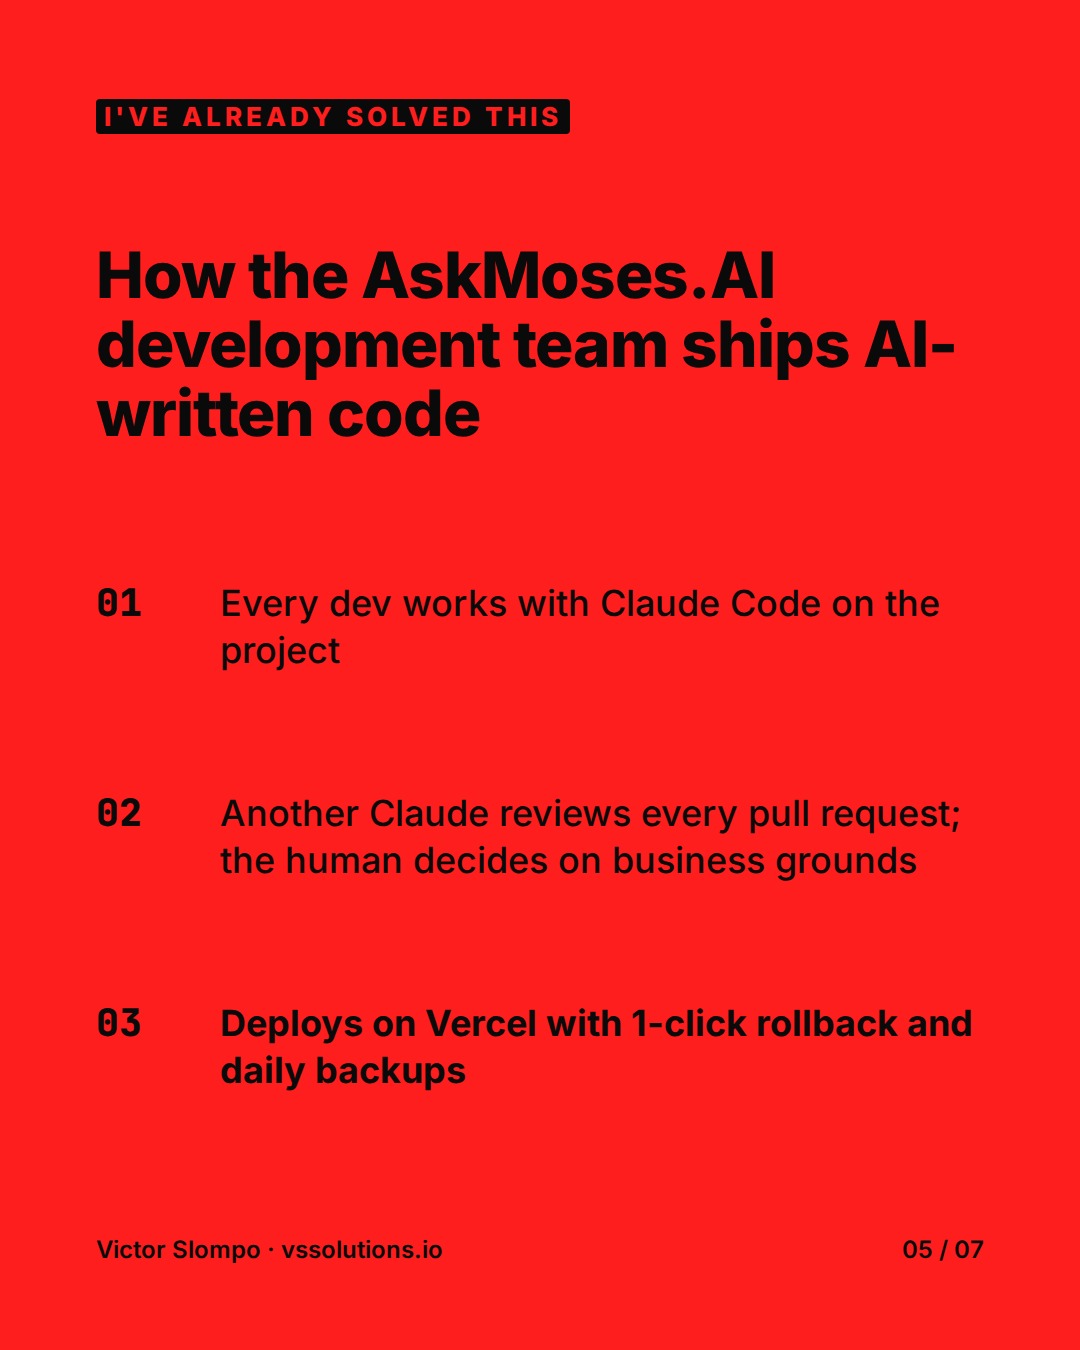 I'VE ALREADY SOLVED THIS
How the AskMoses.AI
development team ships AI-
written code
01 Every dev works with Claude Code on the
project
02 Another Claude reviews every pull request;
the human decides on business grounds
03 Deploys on Vercel with 1-click rollback and
daily backups
Victor Slompo · vssolutions.io 05 / 07